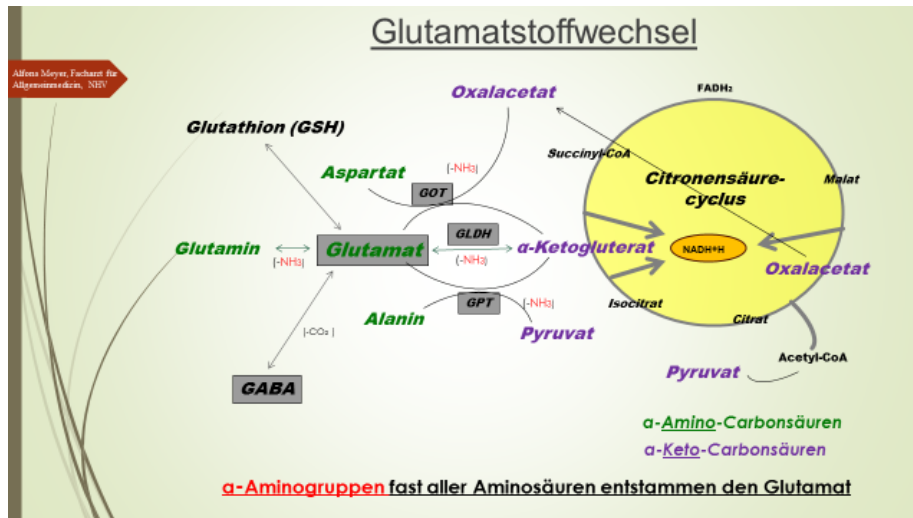 Glutamatstoffwechsel
Alfons Meyer, Facharzt für
Allgemeinmedicin, NHV
FADH₂
Oxalacetat
Glutathion (GSH)
Succinyl-CoA
Aspartat
(-NH₃)
Citronensäure-
cyclus
Malat
GOT
GLDH
Glutamin
Glutamat
α-Ketogluterat
NADH+H
(-NH₃)
(-NH₃)
Oxalacetat
Isocitrat
GPT
(-NH₃)
Alanin
Pyruvat
Citrat
(-CO₂ )
Acetyl-CoA
Pyruvat
GABA
α-Amino-Carbonsäuren
α-Keto-Carbonsäuren
α-Aminogruppen fast aller Aminosäuren entstammen den Glutamat